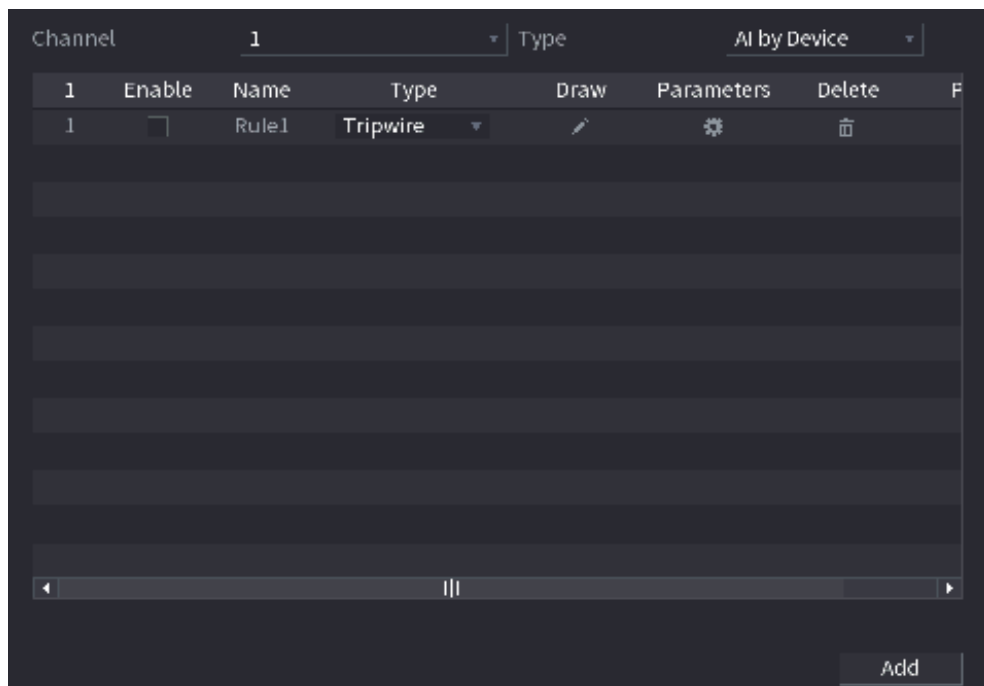 Channel 1 Type AI by Device
1 Enable Name Type Draw Parameters Delete
1 Rule1 Tripwire
Add